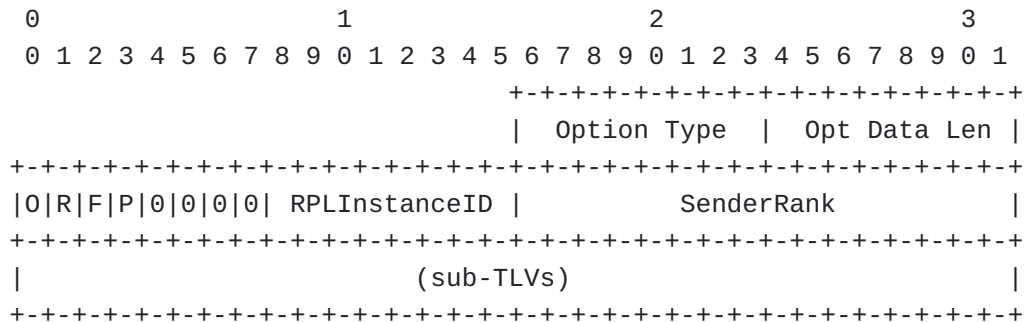 0                   1                   2                   3
 0 1 2 3 4 5 6 7 8 9 0 1 2 3 4 5 6 7 8 9 0 1 2 3 4 5 6 7 8 9 0 1
                                +-+-+-+-+-+-+-+-+-+-+-+-+-+-+-+-+
                                |  Option Type  |  Opt Data Len |
+-+-+-+-+-+-+-+-+-+-+-+-+-+-+-+-+-+-+-+-+-+-+-+-+-+-+-+-+-+-+-+-+
|O|R|F|P|0|0|0|0| RPLInstanceID |          SenderRank           |
+-+-+-+-+-+-+-+-+-+-+-+-+-+-+-+-+-+-+-+-+-+-+-+-+-+-+-+-+-+-+-+-+
|                         (sub-TLVs)                            |
+-+-+-+-+-+-+-+-+-+-+-+-+-+-+-+-+-+-+-+-+-+-+-+-+-+-+-+-+-+-+-+-+